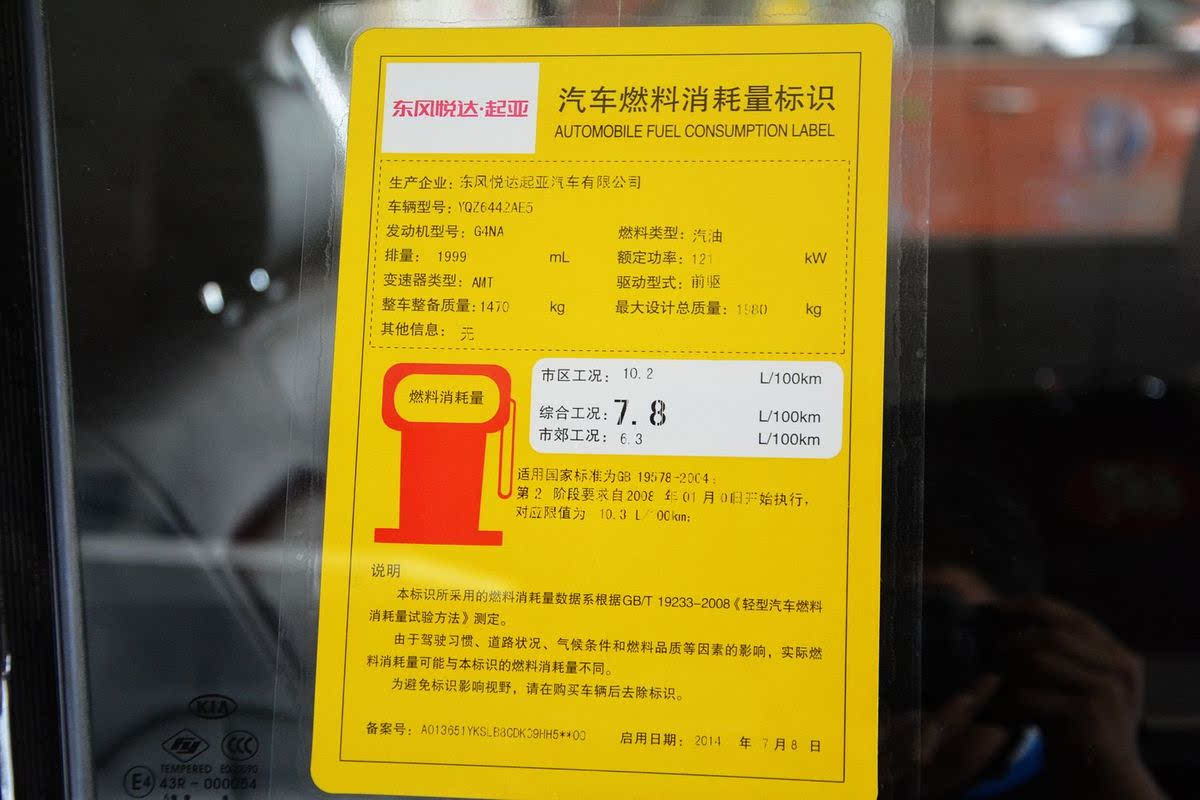 东风悦达·起亚
汽车燃料消耗量标识
AUTOMOBILE FUEL CONSUMPTION LABEL
生产企业: 东风悦达起亚汽车有限公司
车辆型号: YQZ6442AE5
发动机型号: G4NA 燃料类型: 汽油
排量: 1999 mL 额定功率: 121 kW
变速器类型: AMT 驱动型式: 前驱
整车整备质量: 1470 kg 最大设计总质量: 1980 kg
其他信息: 无
燃料消耗量
市区工况: 10.2 L/100km
综合工况: 7.8 L/100km
市郊工况: 6.3 L/100km
适用国家标准为GB 19578-2004;
第2 阶段要求自2008 年01月01日开始执行,
对应限值为 10.3 L/100km;
说明
本标识所采用的燃料消耗量数据系根据GB/T 19233-2008《轻型汽车燃料
消耗量试验方法》测定。
由于驾驶习惯、道路状况、气候条件和燃料品质等因素的影响,实际燃
料消耗量可能与本标识的燃料消耗量不同。
为避免标识影响视野,请在购买车辆后去除标识。
备案号: 启用日期: 2014 年 7月8 日
KIA
CCC
TEMPERED
E4 43R -